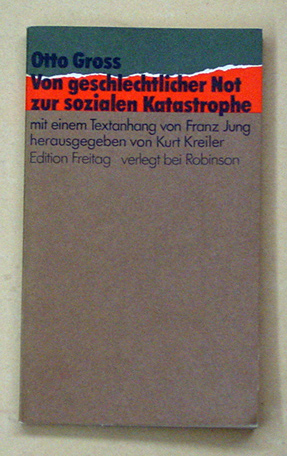 Otto Gross
Von geschlechtlicher Not
zur sozialen Katastrophe
mit einem Textanhang von Franz Jung
herausgegeben von Kurt Kreiler
Edition Freitag verlegt bei Robinson